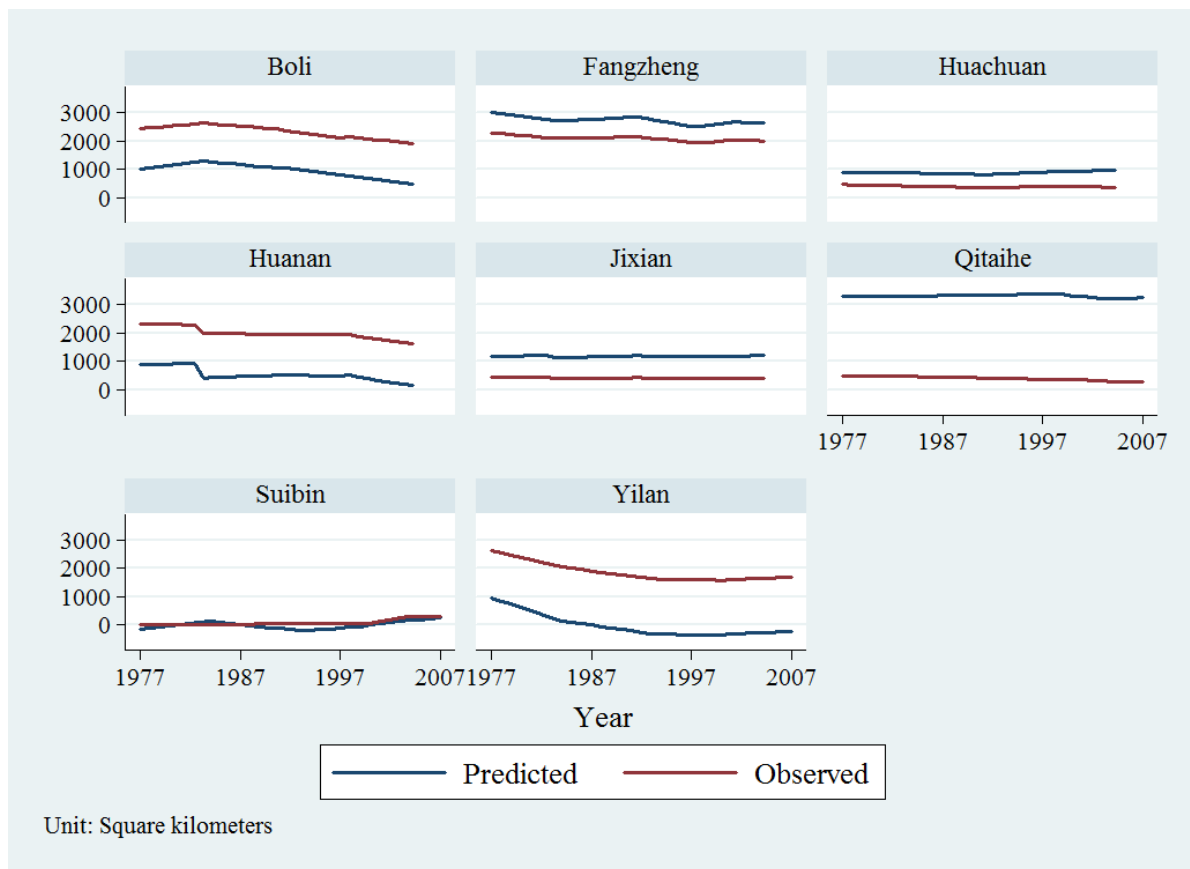 Boli Fangzheng Huachuan
3000
2000
1000
0
Huanan Jixian Qitaihe
3000
2000
1000
0
1977 1987 1997 2007
Suibin Yilan
3000
2000
1000
0
1977 1987 1997 2007 1977 1987 1997 2007
Year
Predicted Observed
Unit: Square kilometers